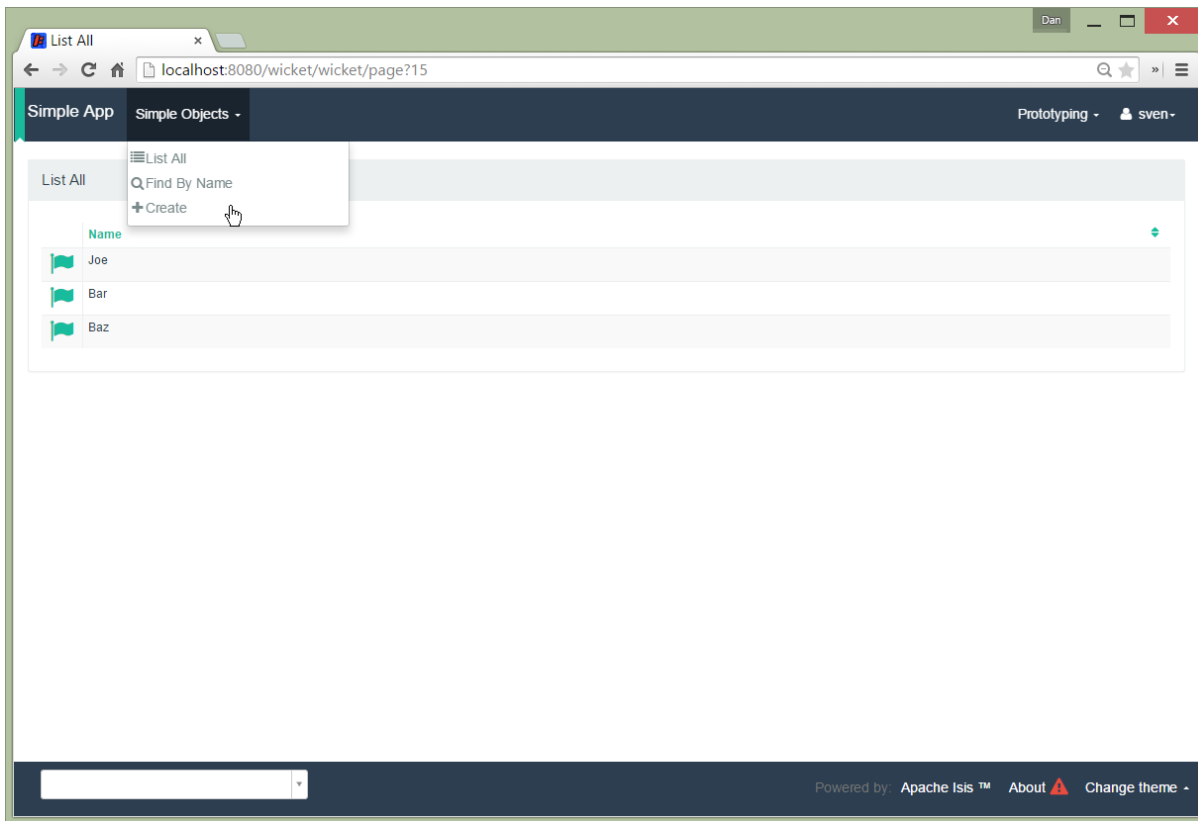 Dan
List All
localhost:8080/wicket/wicket/page?15
Simple App Simple Objects Prototyping sven
List All
Find By Name
Create
List All
Name
Joe
Bar
Baz
Powered by: Apache Isis ™ About Change theme